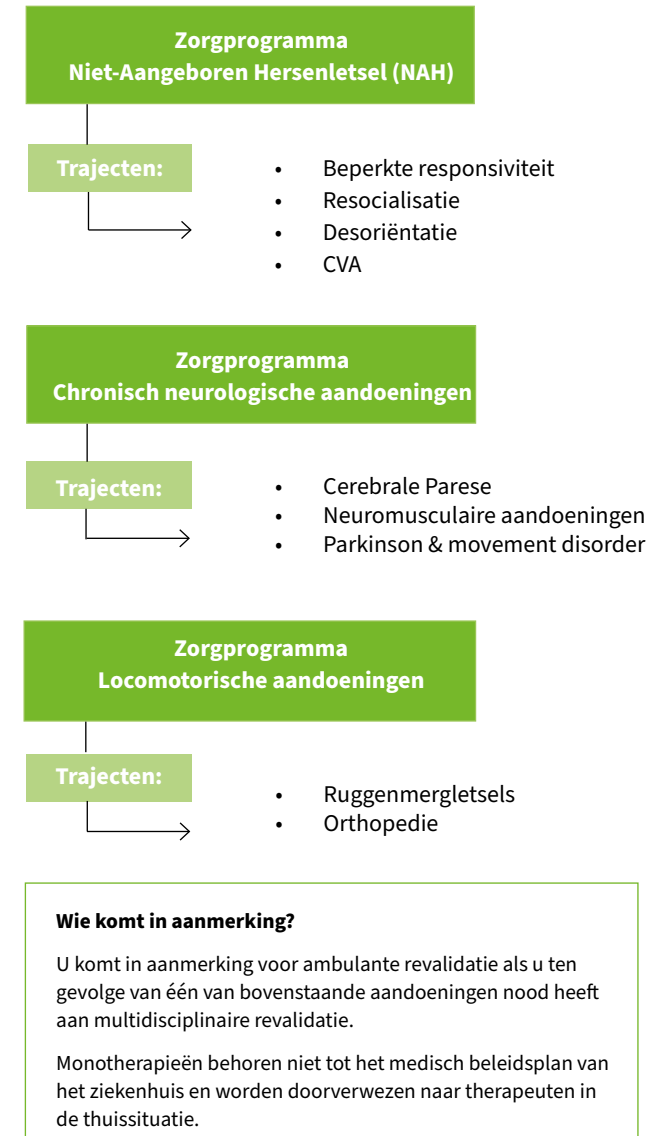 Zorgprogramma
Niet-Aangeboren Hersenletsel (NAH)
Trajecten:
• Beperkte responsiviteit
• Resocialisatie
• Desoriëntatie
• CVA
Zorgprogramma
Chronisch neurologische aandoeningen
Trajecten:
• Cerebrale Parese
• Neuromusculaire aandoeningen
• Parkinson & movement disorder
Zorgprogramma
Locomotorische aandoeningen
Trajecten:
• Ruggenmergletsels
• Orthopedie
Wie komt in aanmerking?
U komt in aanmerking voor ambulante revalidatie als u ten
gevolge van één van bovenstaande aandoeningen nood heeft
aan multidisciplinaire revalidatie.
Monotherapieën behoren niet tot het medisch beleidsplan van
het ziekenhuis en worden doorverwezen naar therapeuten in
de thuissituatie.